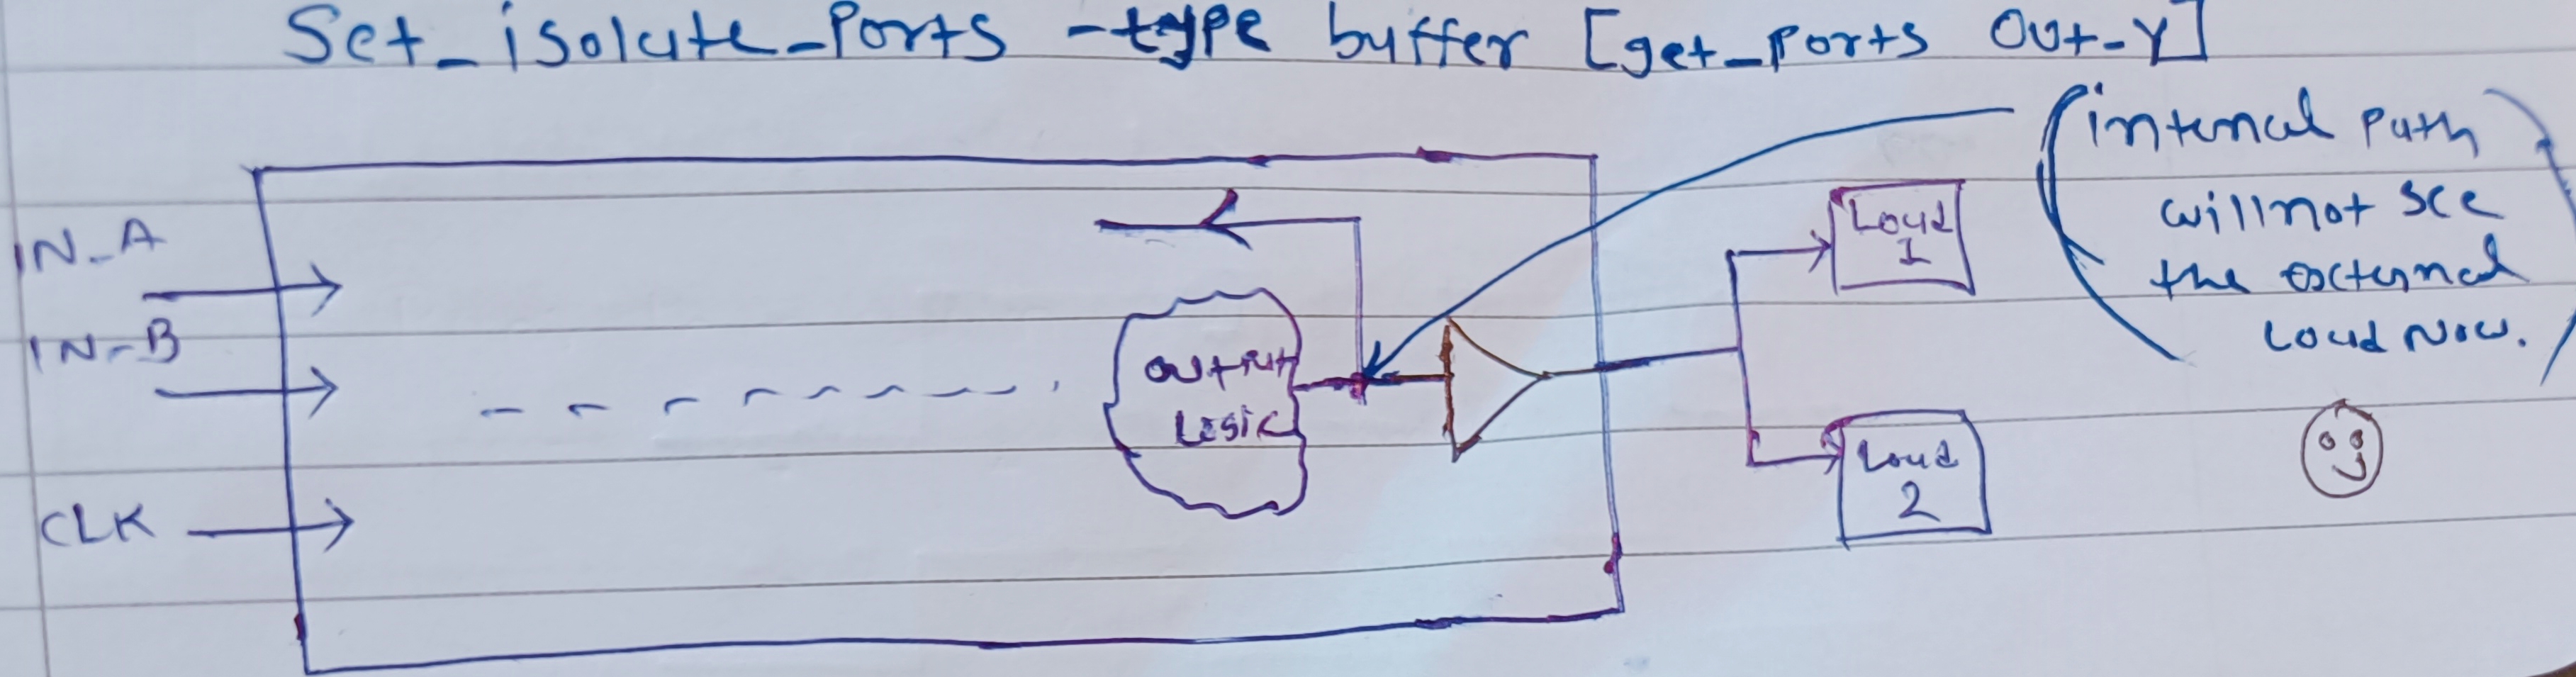 Set_isolate_Ports -type buffer [get_ports Out_Y]
(internal path
will not see
the external
Load Now.)
IN_A
IN_B
CLK
output
Logic
Load
1
Load
2